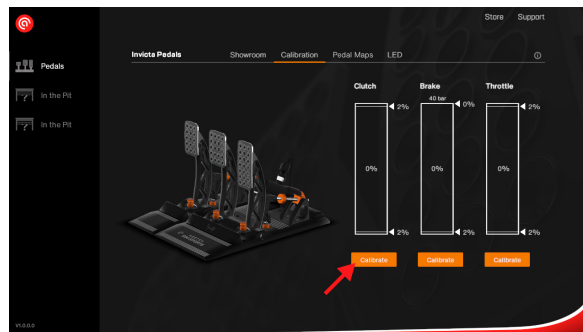 Store Support
Invicta Pedals Showroom Calibration Pedal Maps LED
Pedals
In the Pit
In the Pit
Clutch Brake Throttle
40 bar
2% 0% 2%
0% 0% 0%
2% 2% 2%
Calibrate Calibrate Calibrate
V1.0.0.0